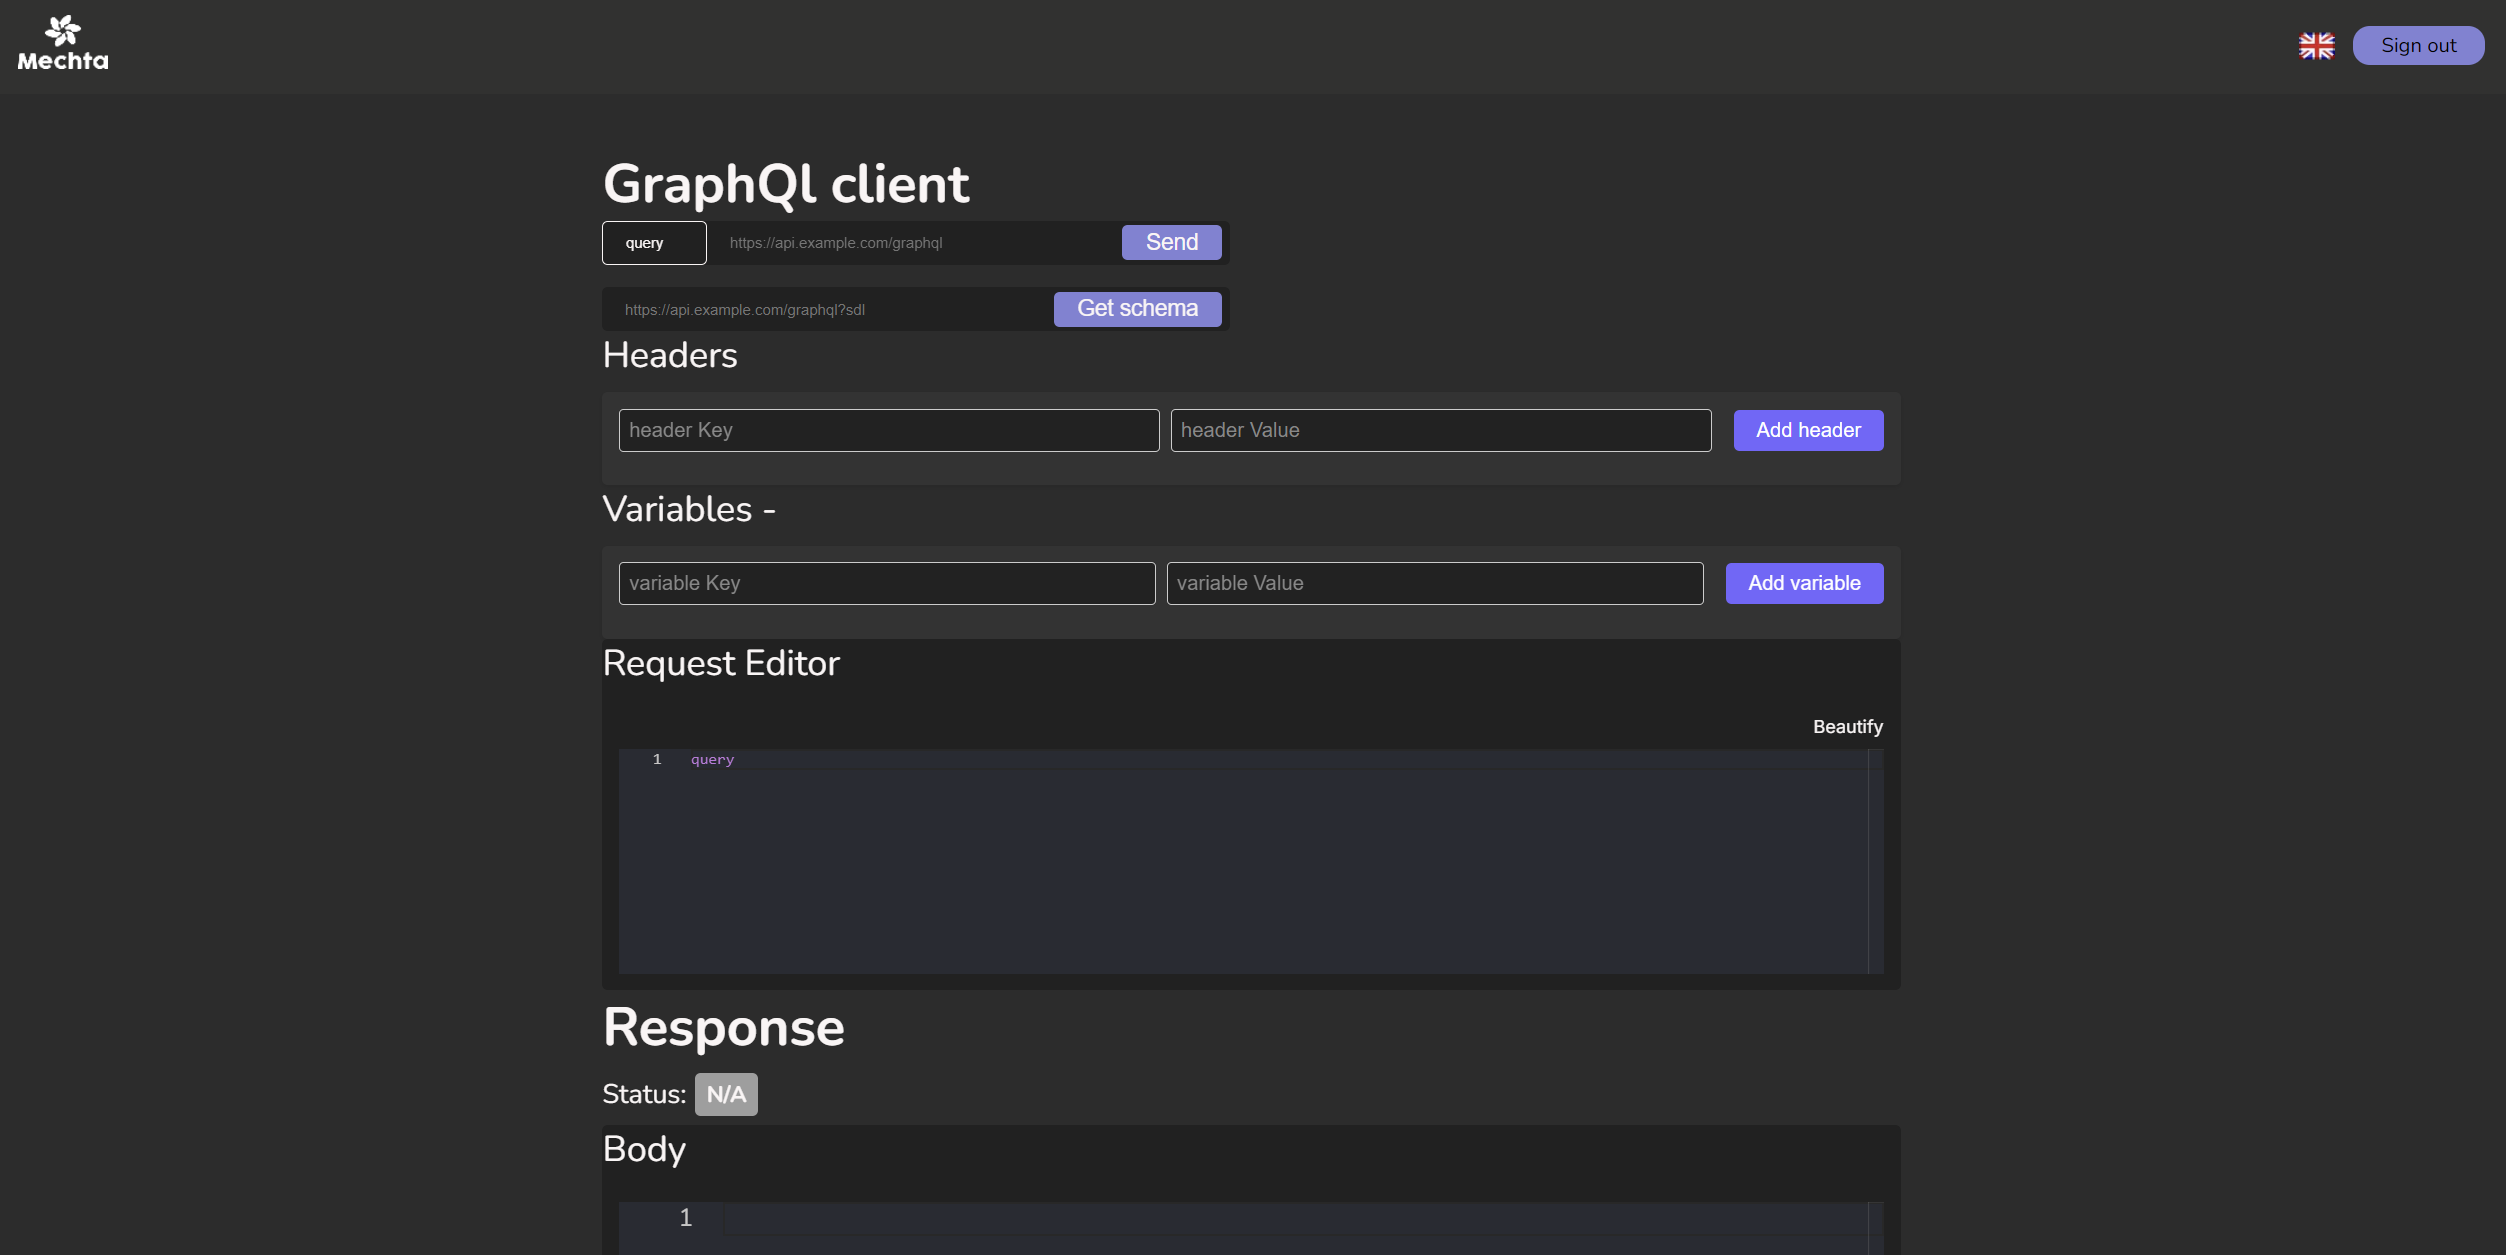 Mechta
Sign out
GraphQl client
query https://api.example.com/graphql Send
https://api.example.com/graphql?sdl Get schema
Headers
header Key header Value Add header
Variables -
variable Key variable Value Add variable
Request Editor
Beautify
1 query
Response
Status: N/A
Body
1